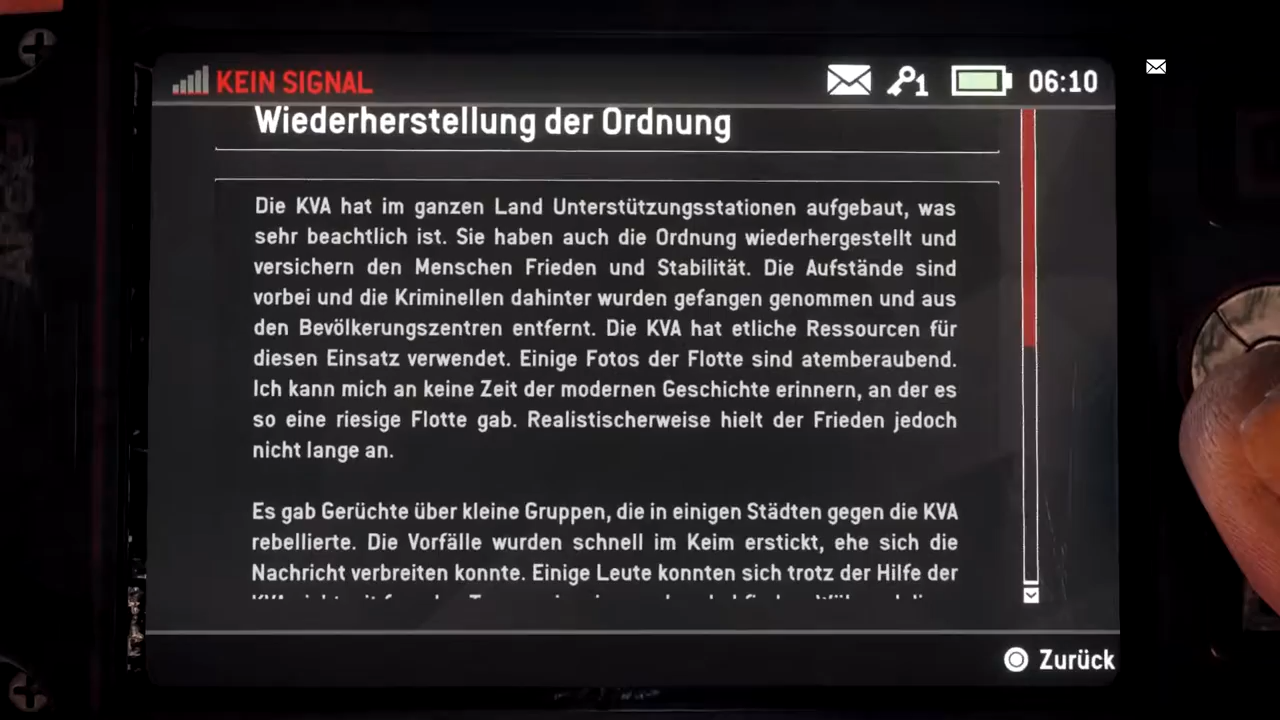 KEIN SIGNAL
1
06:10
Wiederherstellung der Ordnung
Die KVA hat im ganzen Land Unterstützungsstationen aufgebaut, was
sehr beachtlich ist. Sie haben auch die Ordnung wiederhergestellt und
versichern den Menschen Frieden und Stabilität. Die Aufstände sind
vorbei und die Kriminellen dahinter wurden gefangen genommen und aus
den Bevölkerungszentren entfernt. Die KVA hat etliche Ressourcen für
diesen Einsatz verwendet. Einige Fotos der Flotte sind atemberaubend.
Ich kann mich an keine Zeit der modernen Geschichte erinnern, an der es
so eine riesige Flotte gab. Realistischerweise hielt der Frieden jedoch
nicht lange an.
Es gab Gerüchte über kleine Gruppen, die in einigen Städten gegen die KVA
rebellierte. Die Vorfälle wurden schnell im Keim erstickt, ehe sich die
Nachricht verbreiten konnte. Einige Leute konnten sich trotz der Hilfe der
Zurück